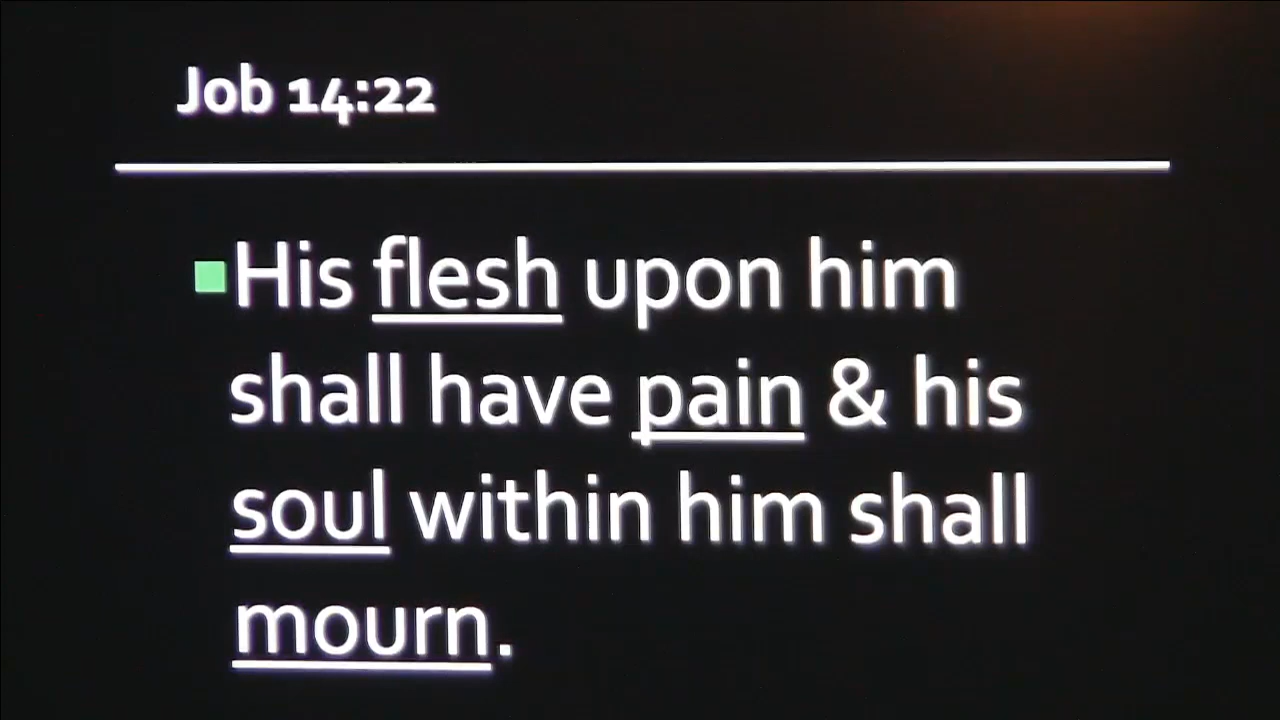 Job 14:22
His flesh upon him
shall have pain & his
soul within him shall
mourn.